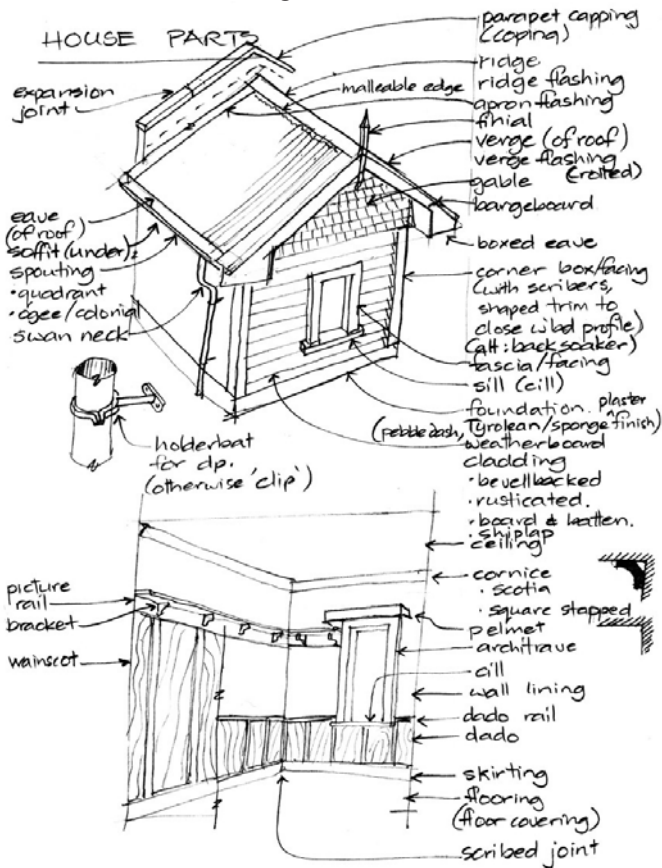 HOUSE PARTS
parapet capping
(coping)
expansion
joint
ridge
malleable edge
ridge flashing
apron flashing
finial
verge (of roof)
verge flashing
(rolled)
gable
bargeboard
boxed eave
eave
(of roof)
soffit (under)
spouting
• quadrant
• ogee/colonial
swan neck
corner box/facing
(with scribers,
shaped trim to
close w/bd profile)
(alt: backsoaker)
fascia/facing
sill (cill)
foundation. plaster
(pebble dash, Tyrolean/sponge finish)
weatherboard
cladding
• bevelbacked
• rusticated.
• board & batten.
• shiplap
holderbat
for dp.
(otherwise 'clip')
ceiling
cornice
• scotia
• square stepped
picture
rail
bracket
wainscot
pelmet
architrave
cill
wall lining
dado rail
dado
skirting
flooring
(floor covering)
scribed joint